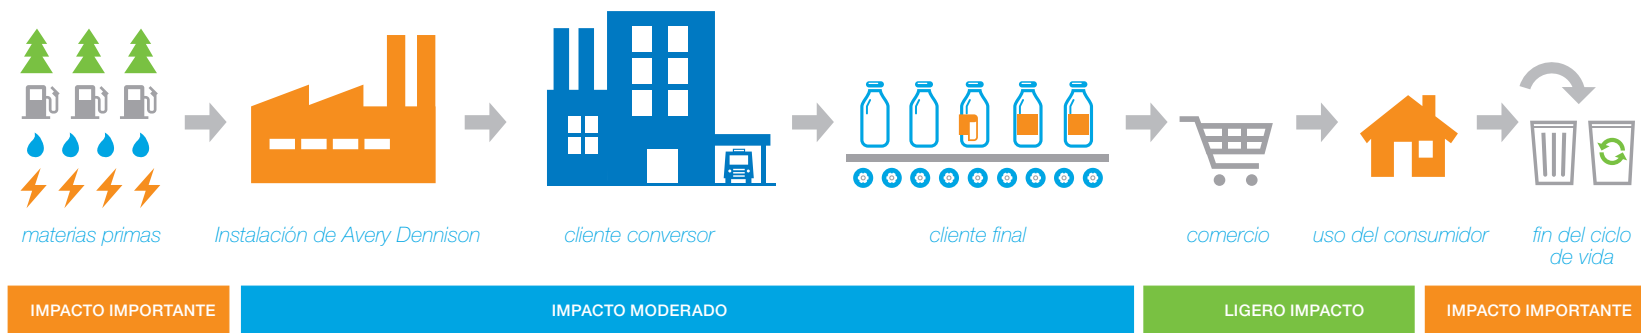 materias primas
Instalación de Avery Dennison
cliente conversor
cliente final
comercio
uso del consumidor
fin del ciclo
de vida
IMPACTO IMPORTANTE
IMPACTO MODERADO
LIGERO IMPACTO
IMPACTO IMPORTANTE